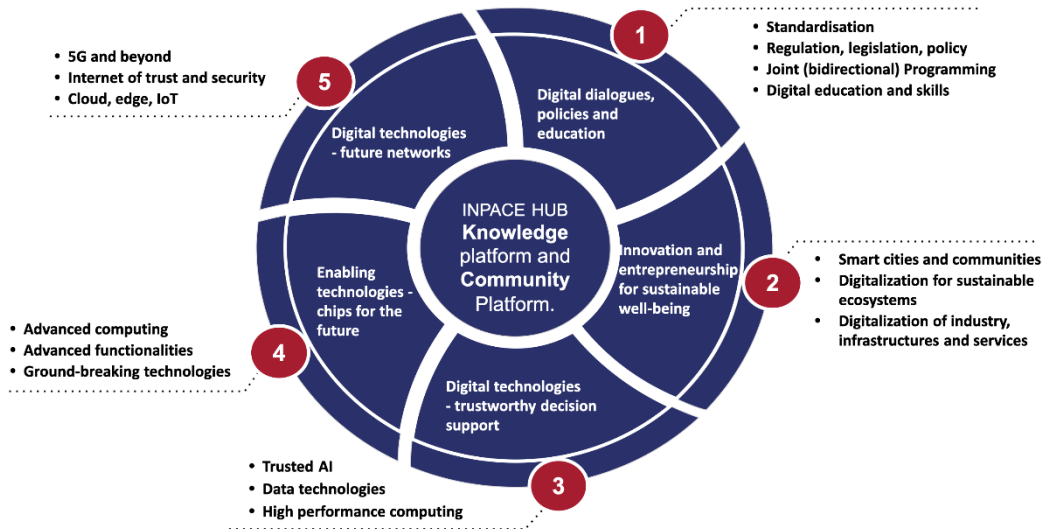 1
• Standardisation
• Regulation, legislation, policy
• Joint (bidirectional) Programming
• Digital education and skills
Digital dialogues,
policies and
education
2
• Smart cities and communities
• Digitalization for sustainable
ecosystems
• Digitalization of industry,
infrastructures and services
Innovation and
entrepreneurship
for sustainable
well-being
3
• Trusted AI
• Data technologies
• High performance computing
Digital technologies
- trustworthy decision
support
4
• Advanced computing
• Advanced functionalities
• Ground-breaking technologies
Enabling
technologies -
chips for the
future
5
• 5G and beyond
• Internet of trust and security
• Cloud, edge, IoT
Digital technologies
- future networks
INPACE HUB
Knowledge
platform and
Community
Platform.